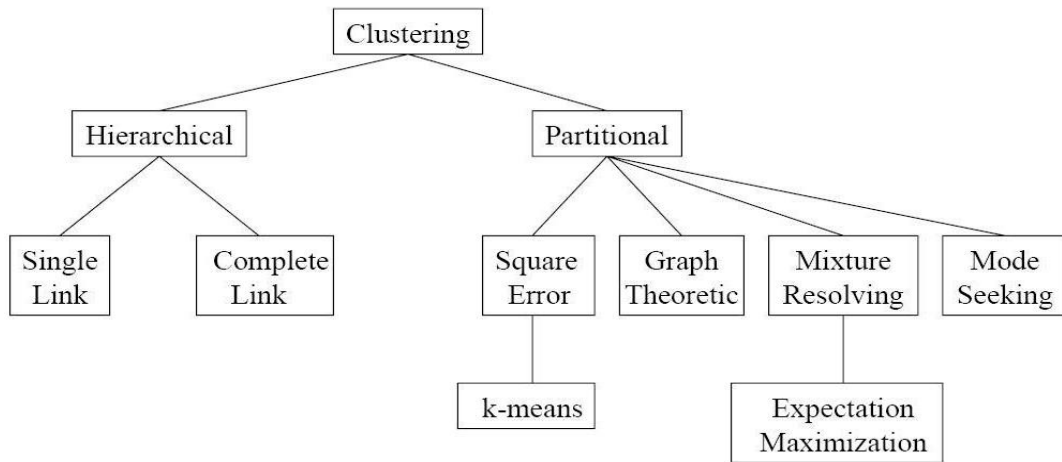 Clustering
Hierarchical
Partitional
Single
Link
Complete
Link
Square
Error
Graph
Theoretic
Mixture
Resolving
Mode
Seeking
k-means
Expectation
Maximization